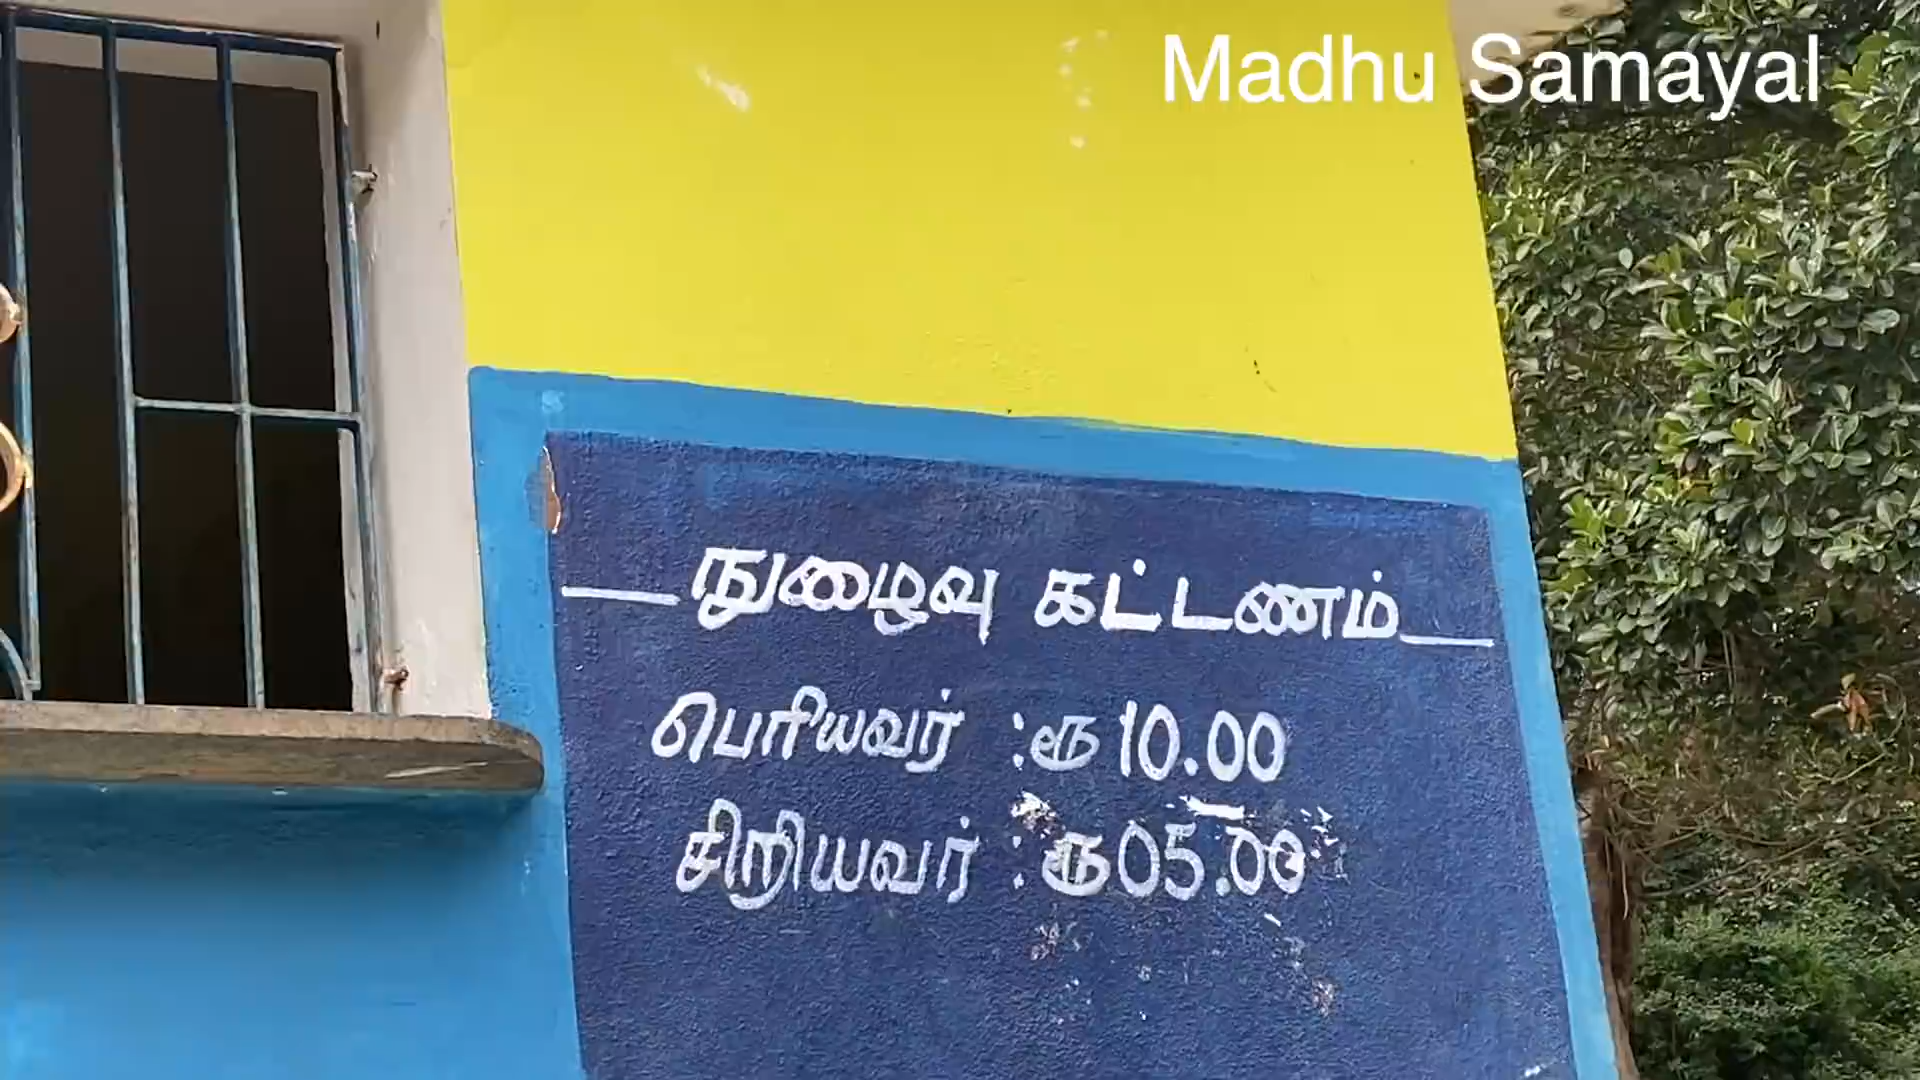 Madhu Samayal
நுழைவு கட்டணம்
பெரியவர் : ரூ 10.00
சிறியவர் : ரூ 05.00